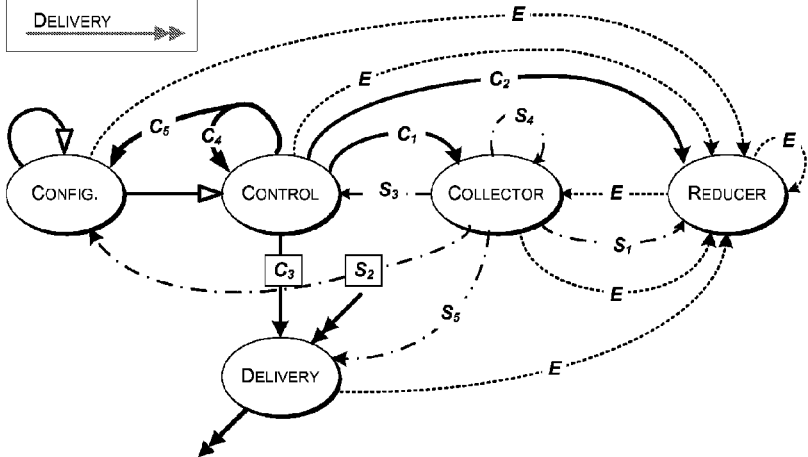 DELIVERY
E
E
C2
C5
C4
C1
S4
E
CONFIG.
CONTROL
S3
COLLECTOR
E
REDUCER
S1
C3
S2
E
S5
DELIVERY
E